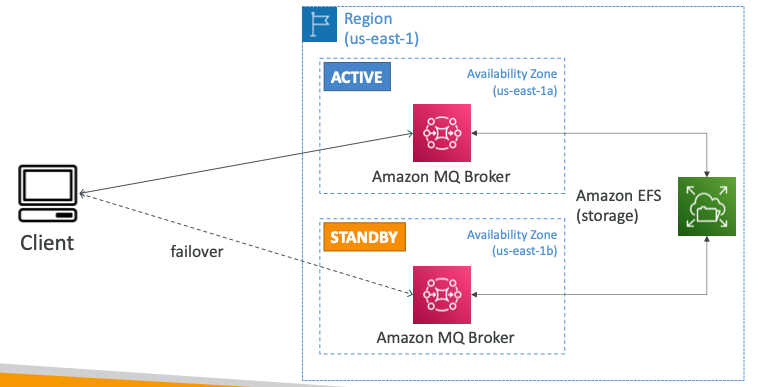 Region
(us-east-1)
ACTIVE
Availability Zone
(us-east-1a)
Amazon MQ Broker
Amazon EFS
(storage)
Client
failover
STANDBY
Availability Zone
(us-east-1b)
Amazon MQ Broker